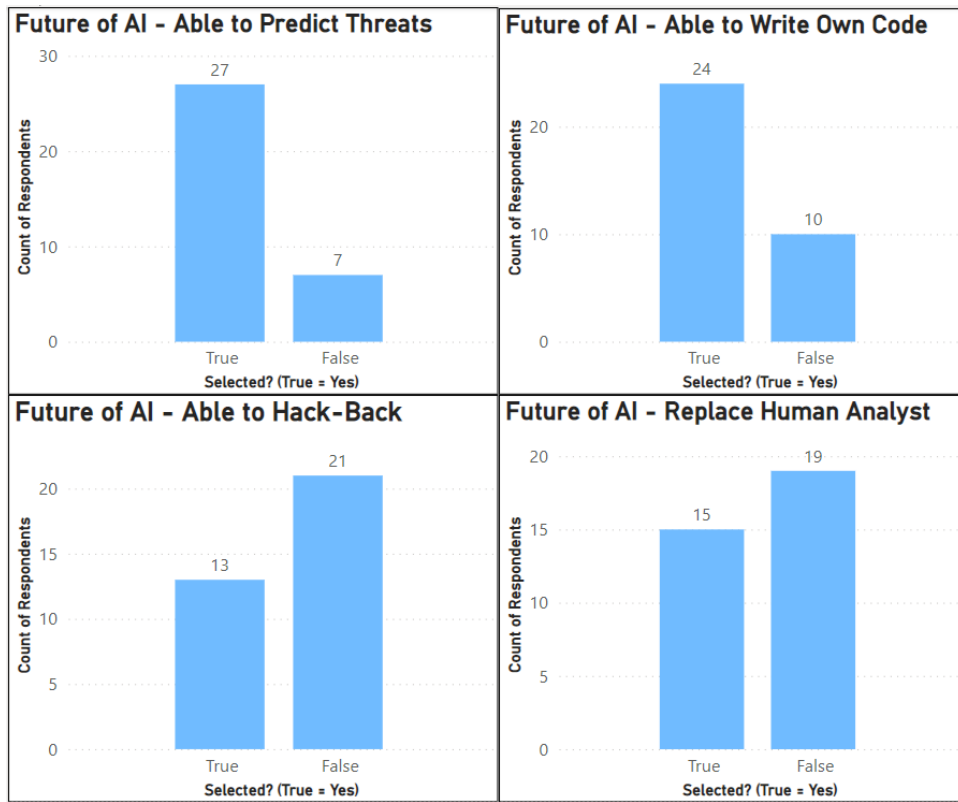 Future of AI - Able to Predict Threats
30
27
20
10
7
0
Count of Respondents
True False
Selected? (True = Yes)
Future of AI - Able to Write Own Code
24
20
10
10
0
Count of Respondents
True False
Selected? (True = Yes)
Future of AI - Able to Hack-Back
21
20
15
13
10
5
0
Count of Respondents
True False
Selected? (True = Yes)
Future of AI - Replace Human Analyst
20
19
15
15
10
5
0
Count of Respondents
True False
Selected? (True = Yes)